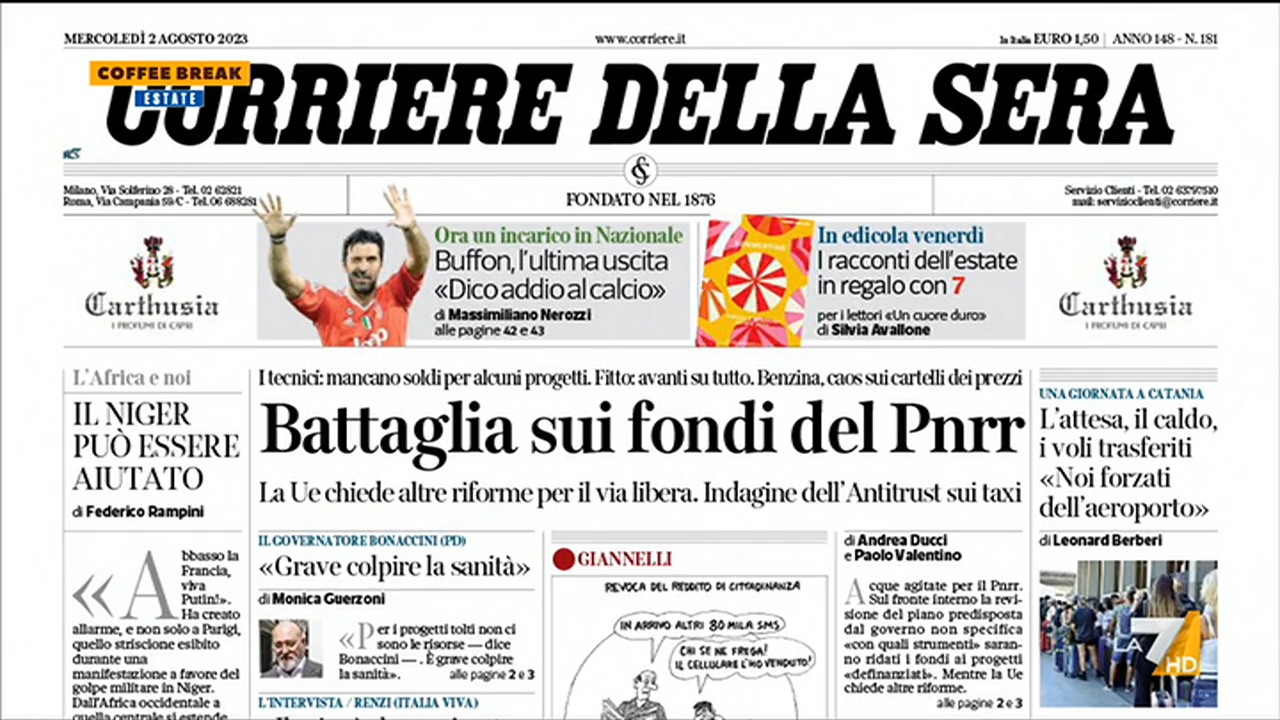 MERCOLEDÌ 2 AGOSTO 2023
www.corriere.it
in Italia EURO 1,50 | ANNO 148 - N. 181
COFFEE BREAK
ESTATE
CORRIERE DELLA SERA
Milano, Via Solferino 28 - Tel. 02 62821
Roma, Via Campania 59/C - Tel. 06 688281
FONDATO NEL 1876
Servizio Clienti - Tel. 02 63797510
mail: servizioclienti@corriere.it
Carthusia
I PROFUMI DI CAPRI
Ora un incarico in Nazionale
Buffon, l'ultima uscita
«Dico addio al calcio»
di Massimiliano Nerozzi
alle pagine 42 e 43
In edicola venerdì
I racconti dell'estate
in regalo con 7
per i lettori «Un cuore duro»
di Silvia Avallone
Carthusia
I PROFUMI DI CAPRI
L'Africa e noi
IL NIGER
PUÒ ESSERE
AIUTATO
di Federico Rampini
«Abbasso la
Francia,
viva
Putin!».
Ha creato
allarme, e non solo a Parigi,
quello striscione esibito
durante una
manifestazione a favore del
golpe militare in Niger.
Dall'Africa occidentale a
quella centrale si estende
I tecnici: mancano soldi per alcuni progetti. Fitto: avanti su tutto. Benzina, caos sui cartelli dei prezzi
Battaglia sui fondi del Pnrr
La Ue chiede altre riforme per il via libera. Indagine dell'Antitrust sui taxi
IL GOVERNATORE BONACCINI (PD)
«Grave colpire la sanità»
di Monica Guerzoni
«Per i progetti tolti non ci
sono le risorse — dice
Bonaccini —. È grave colpire
la sanità».
alle pagine 2 e 3
L'INTERVISTA / RENZI (ITALIA VIVA)
GIANNELLI
REVOCA DEL REDDITO DI CITTADINANZA
IN ARRIVO ALTRI 80 MILA SMS
CHI SE NE FREGA!
IL CELLULARE L'HO VENDUTO!
di Andrea Ducci
e Paolo Valentino
Acque agitate per il Pnrr.
Sul fronte interno la revi-
sione del piano predisposta
dal governo non specifica
«con quali strumenti» saran-
no ridati i fondi ai progetti
«definanziati». Mentre la Ue
chiede altre riforme.
alle pagine 2 e 3
UNA GIORNATA A CATANIA
L'attesa, il caldo,
i voli trasferiti
«Noi forzati
dell'aeroporto»
di Leonard Berberi
LA 7 HD